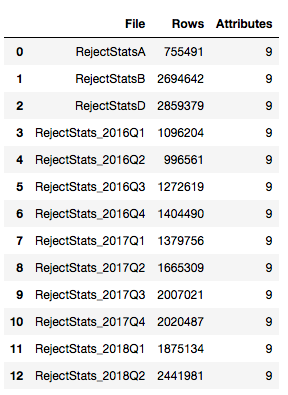 File Rows Attributes
0 RejectStatsA 755491 9
1 RejectStatsB 2694642 9
2 RejectStatsD 2859379 9
3 RejectStats_2016Q1 1096204 9
4 RejectStats_2016Q2 996561 9
5 RejectStats_2016Q3 1272619 9
6 RejectStats_2016Q4 1404490 9
7 RejectStats_2017Q1 1379756 9
8 RejectStats_2017Q2 1665309 9
9 RejectStats_2017Q3 2007021 9
10 RejectStats_2017Q4 2020487 9
11 RejectStats_2018Q1 1875134 9
12 RejectStats_2018Q2 2441981 9